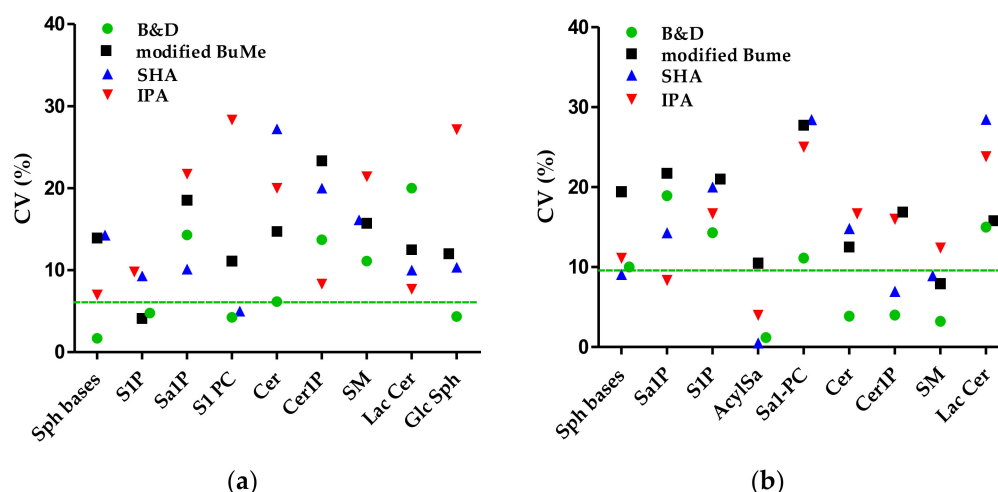 (a)
40
30
20
10
0
CV (%)
B&D
modified BuMe
SHA
IPA
Sph bases
S1P
Sa1P
S1 PC
Cer
Cer1P
SM
Lac Cer
Glc Sph
(b)
40
30
20
10
0
CV (%)
B&D
modified Bume
SHA
IPA
Sph bases
Sa1P
S1P
AcylSa
Sa1-PC
Cer
Cer1P
SM
Lac Cer